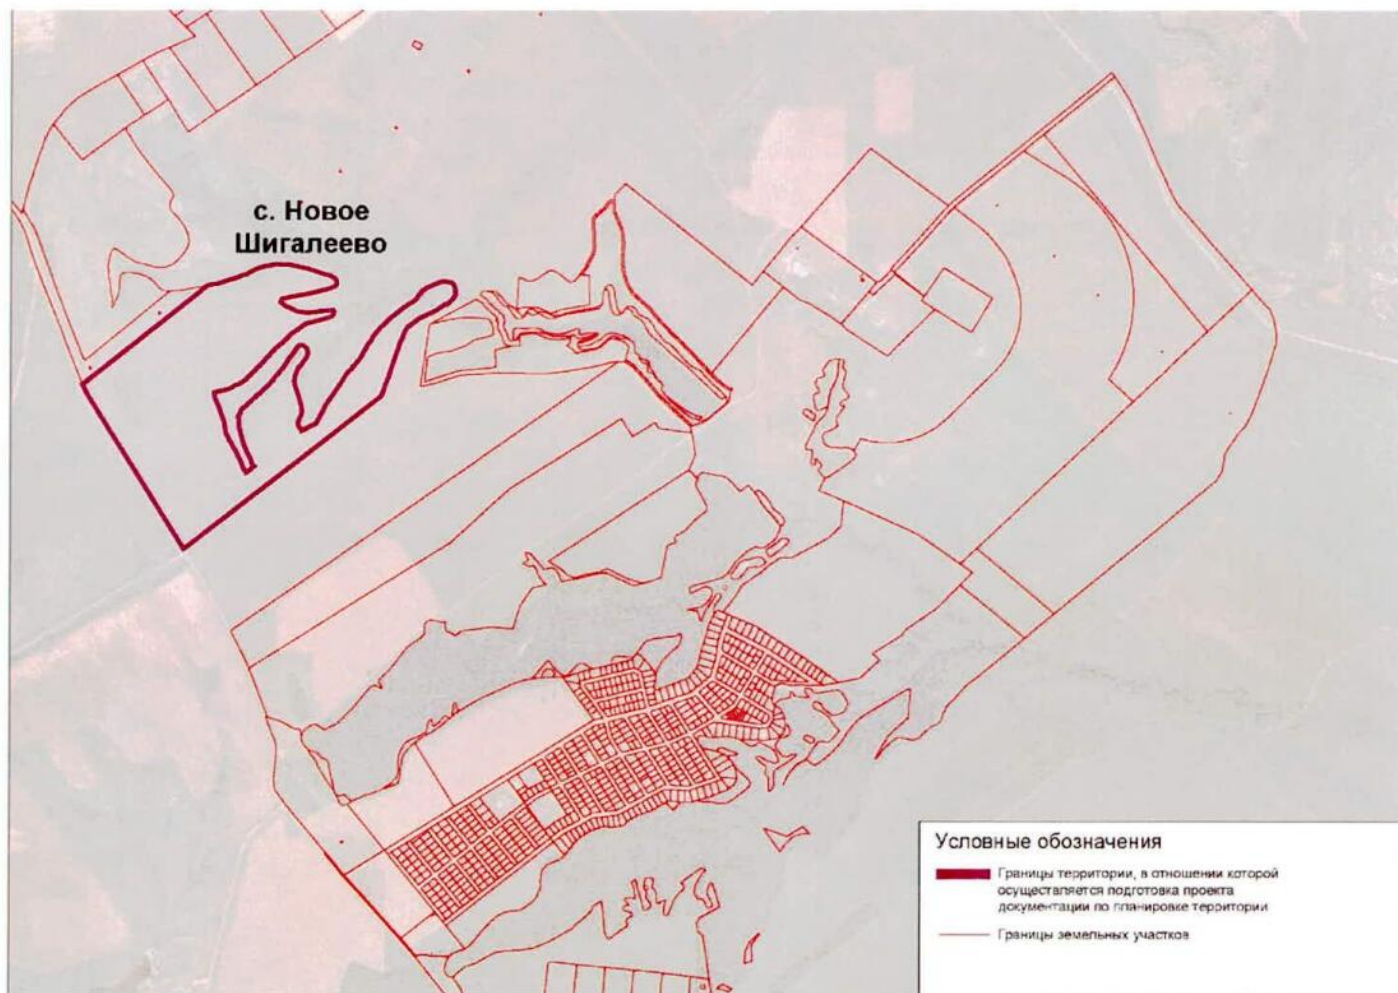 с. Новое
Шигалеево
Условные обозначения
Границы территории, в отношении которой
осуществляется подготовка проекта
документации по планировке территории
Границы земельных участков